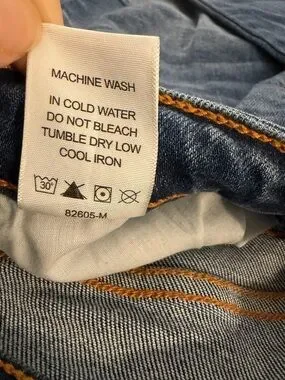 MACHINE WASH
IN COLD WATER
DO NOT BLEACH
TUMBLE DRY LOW
COOL IRON
30°
82605-M